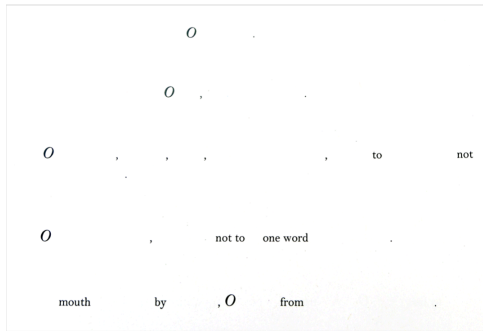 O .
O , .
O , , , , to not
.
O , not to one word .
mouth by , O from .